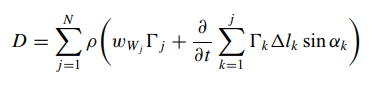 D = \sum_{j=1}^{N} \rho \left( w_{W_j} \Gamma_j + \frac{\partial}{\partial t} \sum_{k=1}^{j} \Gamma_k \Delta l_k \sin \alpha_k \right)